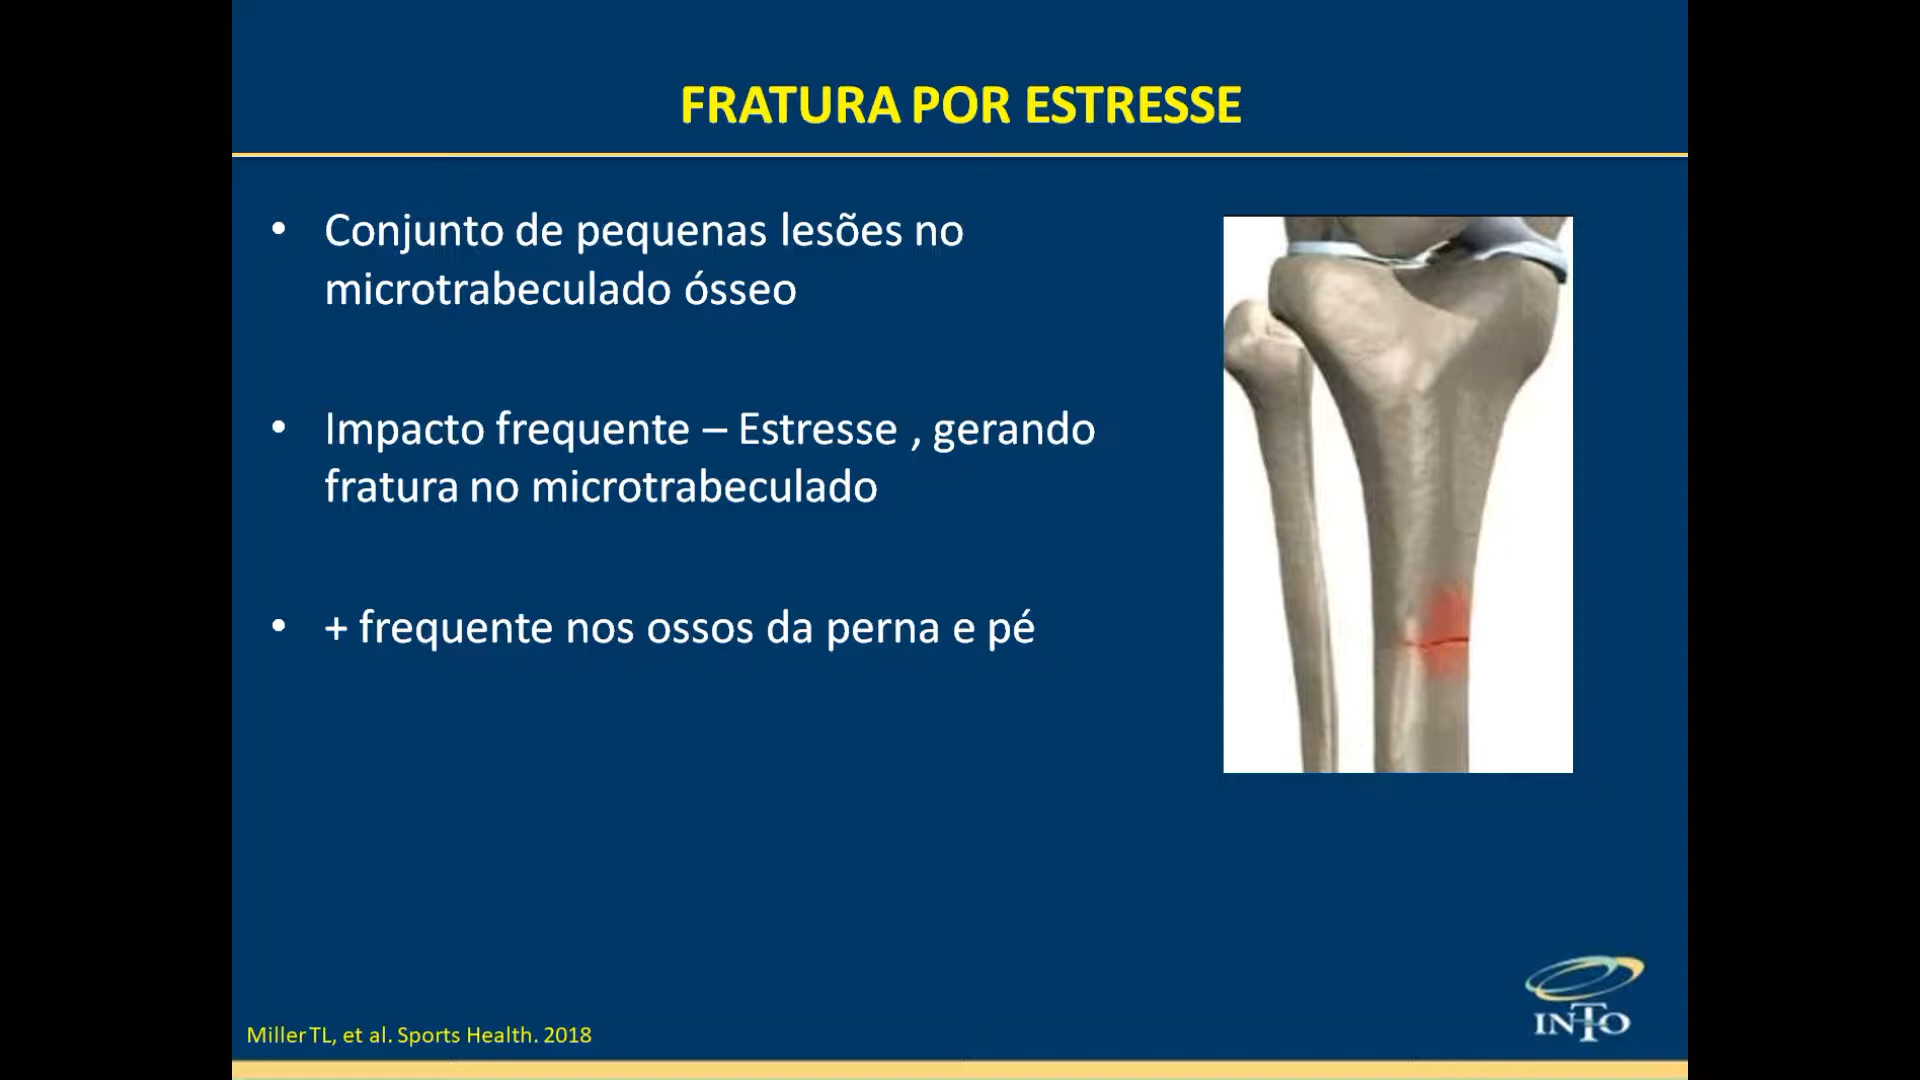 FRATURA POR ESTRESSE
• Conjunto de pequenas lesões no
microtrabeculado ósseo
• Impacto frequente – Estresse , gerando
fratura no microtrabeculado
• + frequente nos ossos da perna e pé
Miller TL, et al. Sports Health. 2018
INTO